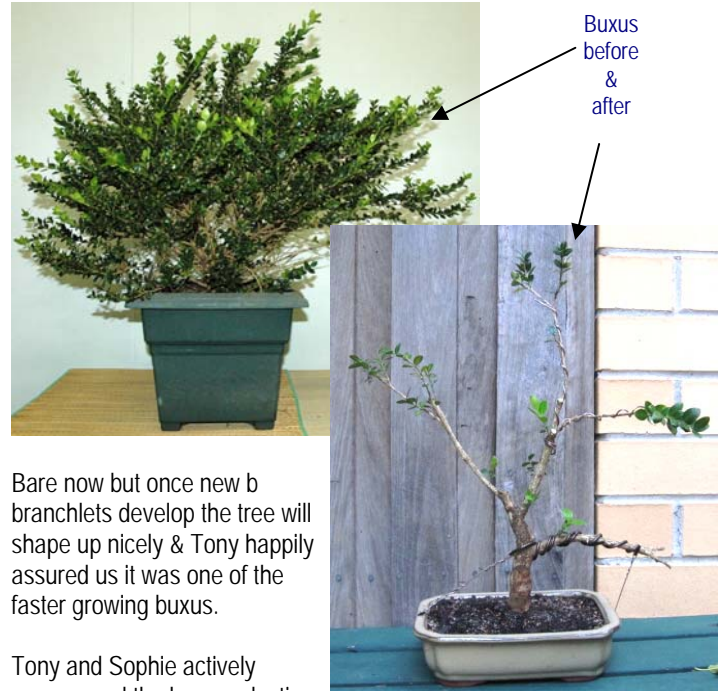 Buxus
before
&
after
Bare now but once new b
branchlets develop the tree will
shape up nicely & Tony happily
assured us it was one of the
faster growing buxus.
Tony and Sophie actively